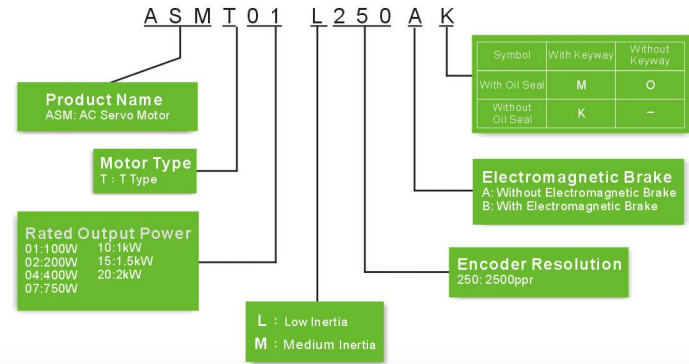 A S M T 0 1 L 2 5 0 A K
Product Name
ASM: AC Servo Motor
Motor Type
T : T Type
Rated Output Power
01:100W 10:1kW
02:200W 15:1.5kW
04:400W 20:2kW
07:750W
L : Low Inertia
M : Medium Inertia
Encoder Resolution
250: 2500ppr
Electromagnetic Brake
A: Without Electromagnetic Brake
B: With Electromagnetic Brake
Symbol With Keyway Without Keyway
With Oil Seal M O
Without Oil Seal K –